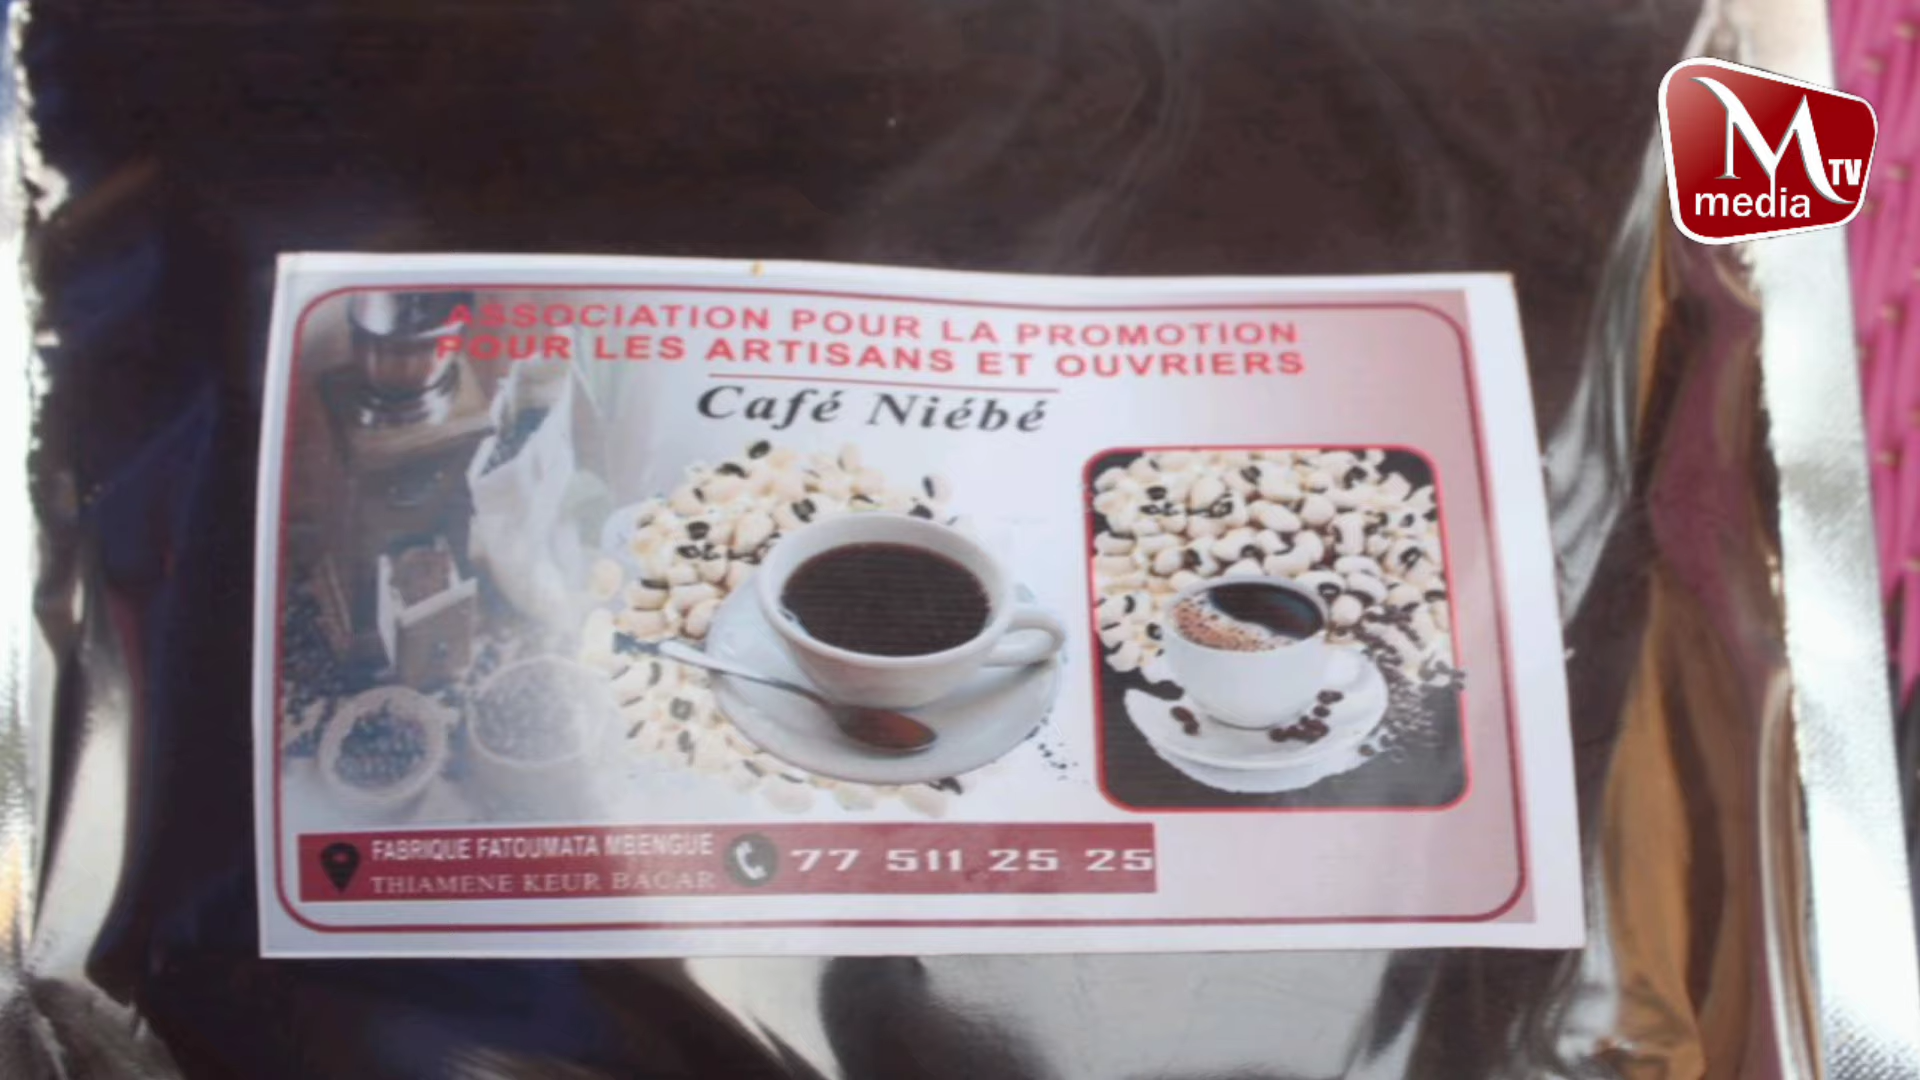 ASSOCIATION POUR LA PROMOTION
POUR LES ARTISANS ET OUVRIERS
Café Niébé
FABRIQUE FATOUMATA MBENGUE
THIAMENE KEUR BACAR
77 511 25 25
M TV
media